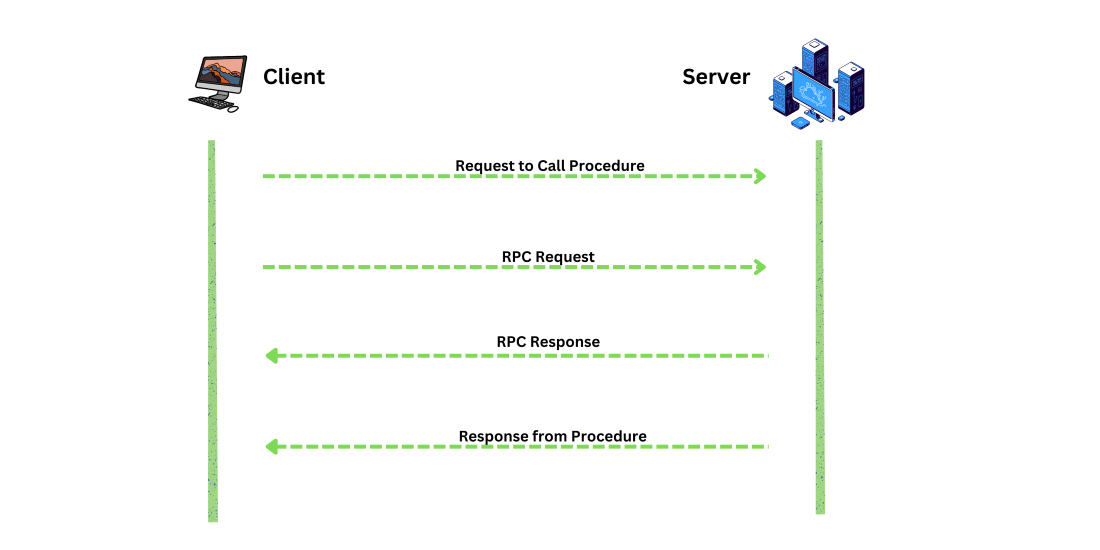 Client
Server
Request to Call Procedure
RPC Request
RPC Response
Response from Procedure